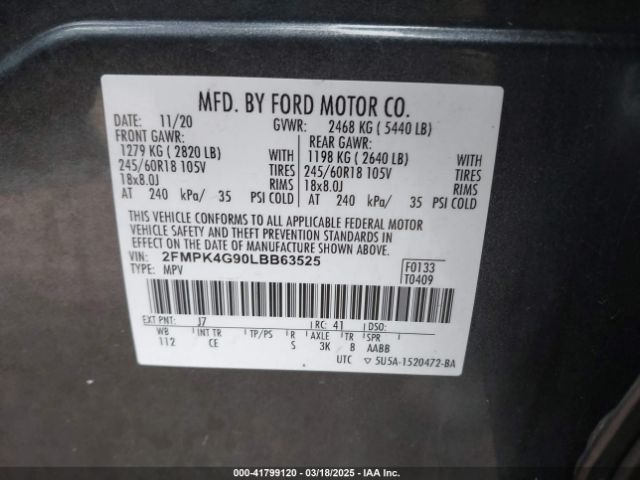 MFD. BY FORD MOTOR CO.
DATE: 11/20 GVWR: 2468 KG ( 5440 LB)
FRONT GAWR: REAR GAWR:
1279 KG ( 2820 LB) WITH 1198 KG ( 2640 LB) WITH
245/60R18 105V TIRES 245/60R18 105V TIRES
18x8.0J RIMS 18x8.0J RIMS
AT 240 kPa/ 35 PSI COLD AT 240 kPa/ 35 PSI COLD
THIS VEHICLE CONFORMS TO ALL APPLICABLE FEDERAL MOTOR
VEHICLE SAFETY AND THEFT PREVENTION STANDARDS IN
EFFECT ON THE DATE OF MANUFACTURE SHOWN ABOVE.
VIN: 2FMPK4G90LBB63525
TYPE: MPV
F0133
T0409
EXT PNT: J7 RC: 41 DSO:
WB INT TR TP/PS R AXLE TR SPR
112 CE S 3K B AABB
UTC ▽ 5U5A-1520472-BA
000-41799120 - 03/18/2025 - IAA Inc.